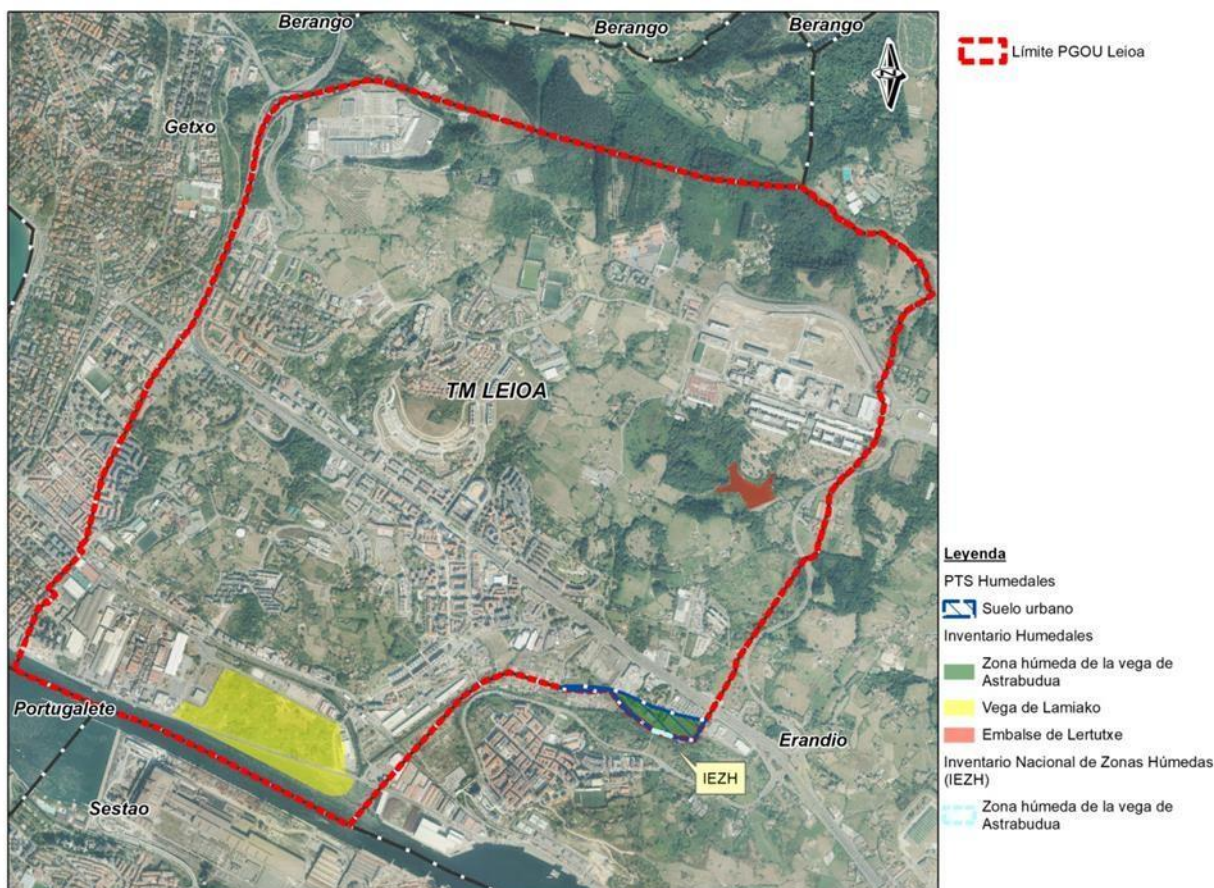 Berango
Berango
Berango
Límite PGOU Leioa
N
Getxo
TM LEIOA
Portugalete
Erandio
IEZH
Sestao
Leyenda
PTS Humedales
Suelo urbano
Inventario Humedales
Zona húmeda de la vega de
Astrabudua
Vega de Lamiako
Embalse de Lertutxe
Inventario Nacional de Zonas Húmedas
(IEZH)
Zona húmeda de la vega de
Astrabudua